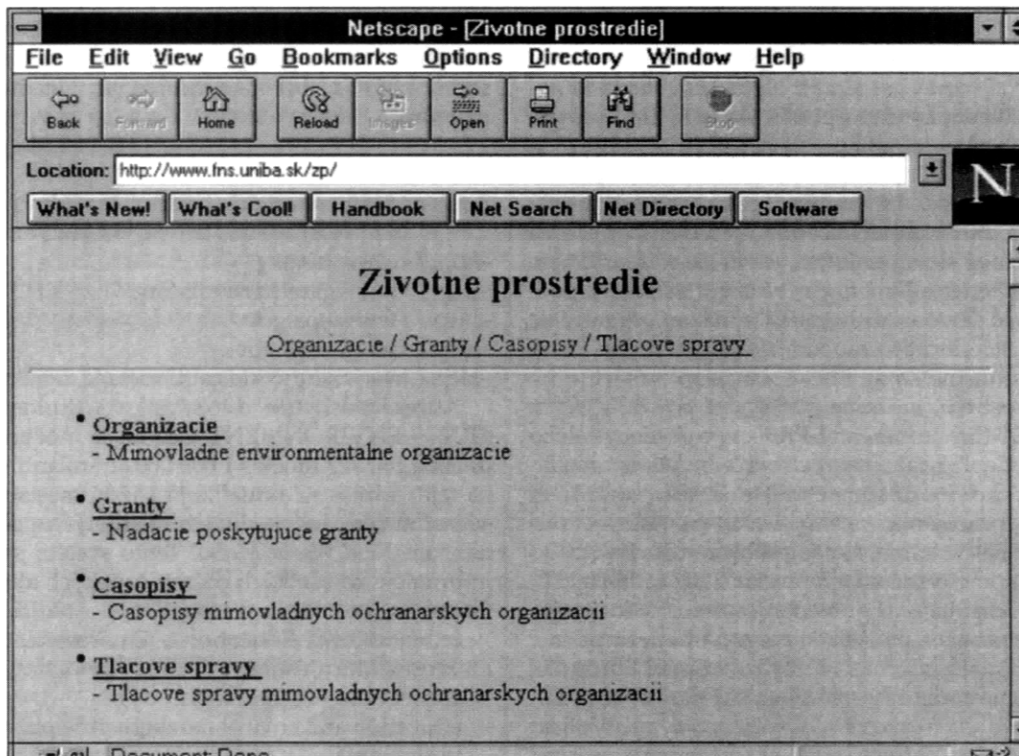 Netscape - [Zivotne prostredie]
File Edit View Go Bookmarks Options Directory Window Help
Back Forward Home Reload Images Open Print Find Stop
Location: http://www.fns.uniba.sk/zp/
N
What's New! What's Cool! Handbook Net Search Net Directory Software
Zivotne prostredie
Organizacie / Granty / Casopisy / Tlacove spravy
• Organizacie
- Mimovladne environmentalne organizacie
• Granty
- Nadacie poskytujuce granty
• Casopisy
- Casopisy mimovladnych ochranarskych organizacii
• Tlacove spravy
- Tlacove spravy mimovladnych ochranarskych organizacii
Document: Done